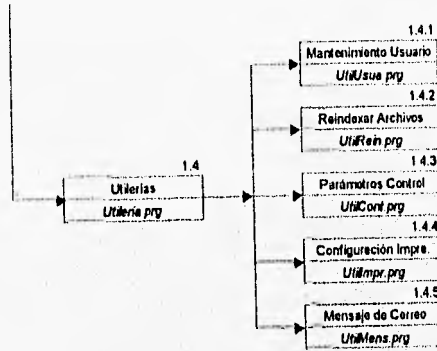 1.4.1
Mantenimiento Usuario
UtilUsua.prg
1.4.2
Reindexar Archivos
UtilRein.prg
1.4
Utilerías
Utilería.prg
1.4.3
Parámetros Control
UtilCont.prg
1.4.4
Configuración Impre.
UtilImpr.prg
1.4.5
Mensaje de Correo
UtilMens.prg